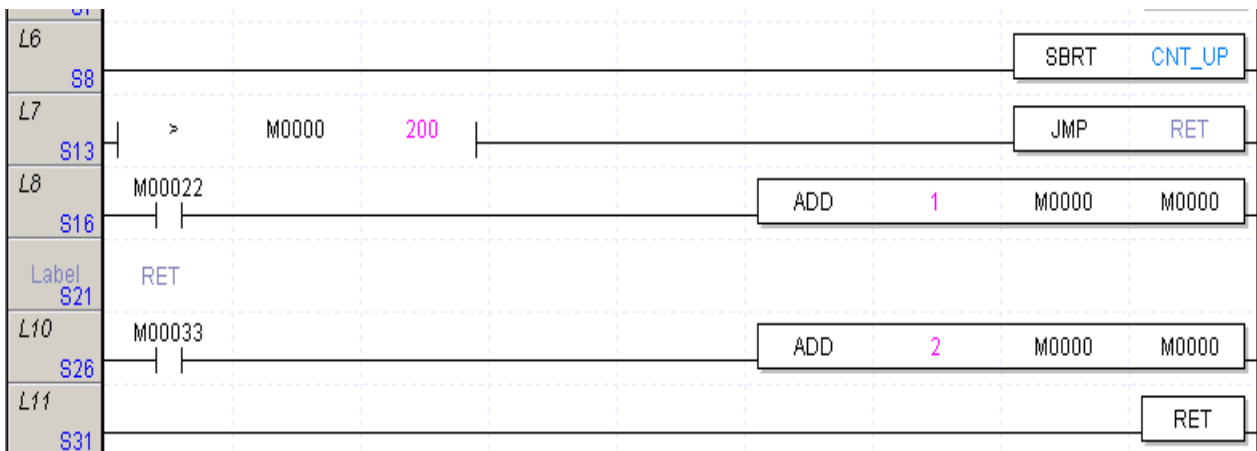 L6
SBRT CNT_UP
S8
L7
> M0000 200 JMP RET
S13
L8 M00022
ADD 1 M0000 M0000
S16
Label RET
S21
L10 M00033
ADD 2 M0000 M0000
S26
L11
RET
S31